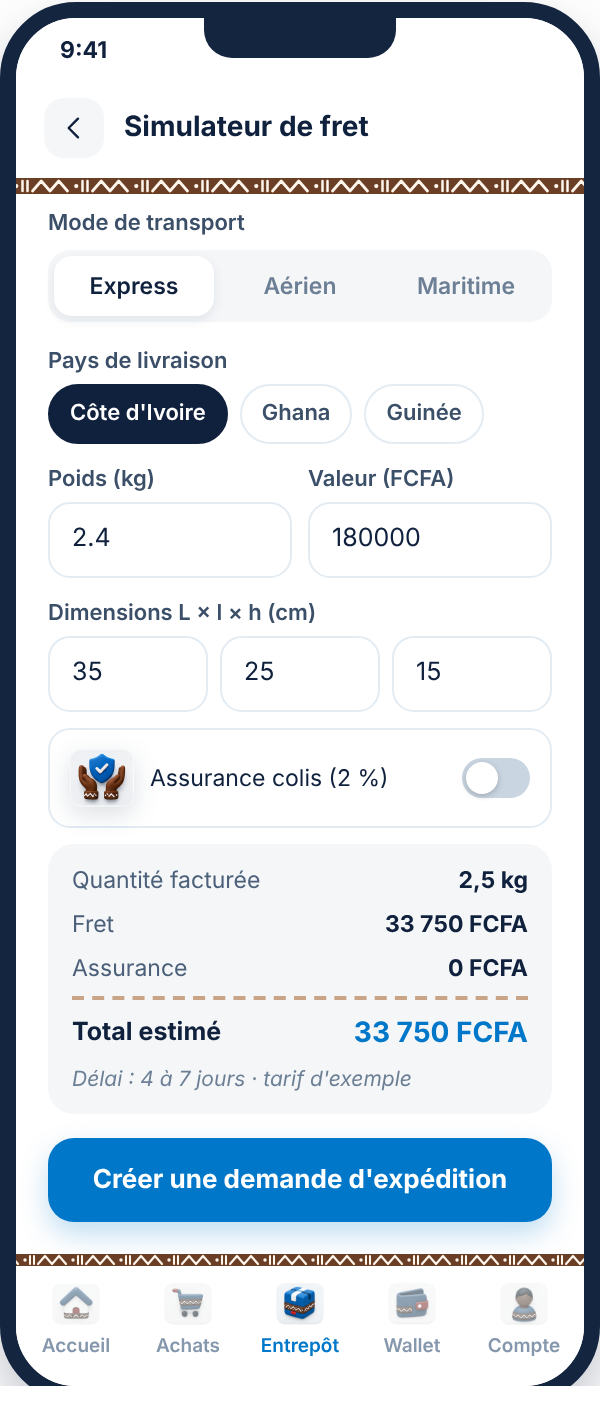 9:41
Simulateur de fret
Mode de transport
Express Aérien Maritime
Pays de livraison
Côte d'Ivoire Ghana Guinée
Poids (kg) Valeur (FCFA)
2.4 180000
Dimensions L × l × h (cm)
35 25 15
Assurance colis (2 %)
Quantité facturée 2,5 kg
Fret 33 750 FCFA
Assurance 0 FCFA
Total estimé 33 750 FCFA
Délai : 4 à 7 jours · tarif d'exemple
Créer une demande d'expédition
Accueil Achats Entrepôt Wallet Compte